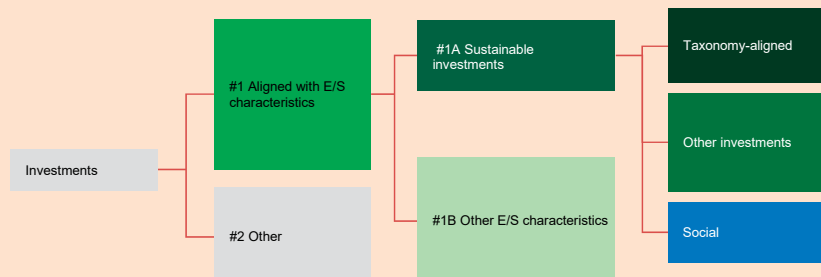 Investments
#1 Aligned with E/S
characteristics
#2 Other
#1A Sustainable
investments
#1B Other E/S characteristics
Taxonomy-aligned
Other investments
Social